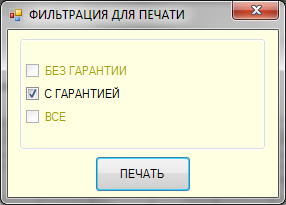 ФИЛЬТРАЦИЯ ДЛЯ ПЕЧАТИ
БЕЗ ГАРАНТИИ
С ГАРАНТИЕЙ
ВСЕ
ПЕЧАТЬ